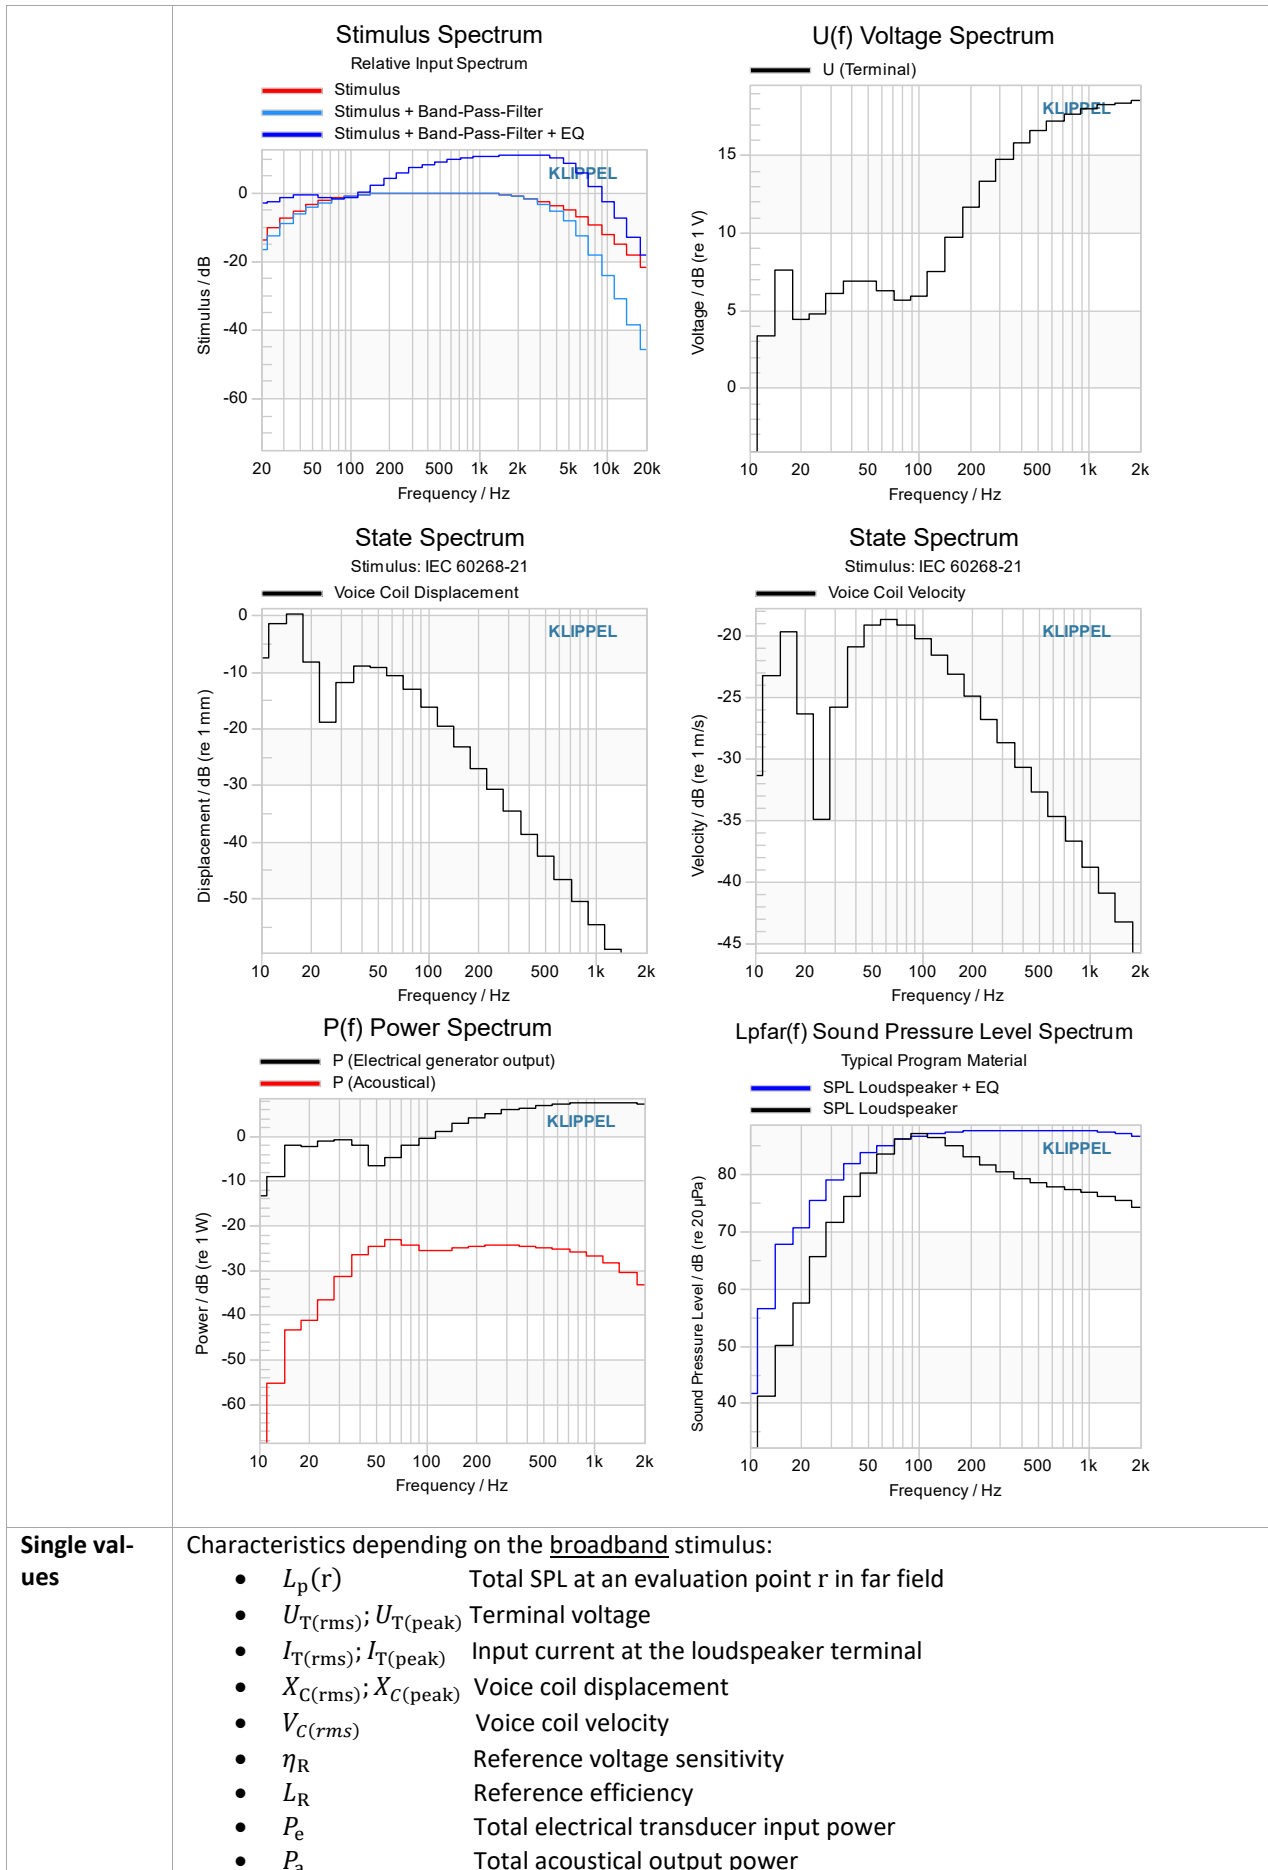 Stimulus Spectrum
Relative Input Spectrum
Stimulus
Stimulus + Band-Pass-Filter
Stimulus + Band-Pass-Filter + EQ
KLIPPEL
Stimulus / dB
0
-20
-40
-60
20 50 100 200 500 1k 2k 5k 10k 20k
Frequency / Hz
U(f) Voltage Spectrum
U (Terminal)
KLIPPEL
Voltage / dB (re 1 V)
15
10
5
0
10 20 50 100 200 500 1k 2k
Frequency / Hz
State Spectrum
Stimulus: IEC 60268-21
Voice Coil Displacement
KLIPPEL
Displacement / dB (re 1 mm)
0
-10
-20
-30
-40
-50
10 20 50 100 200 500 1k 2k
Frequency / Hz
State Spectrum
Stimulus: IEC 60268-21
Voice Coil Velocity
KLIPPEL
Velocity / dB (re 1 m/s)
-20
-25
-30
-35
-40
-45
10 20 50 100 200 500 1k 2k
Frequency / Hz
P(f) Power Spectrum
P (Electrical generator output)
P (Acoustical)
KLIPPEL
Power / dB (re 1 W)
0
-10
-20
-30
-40
-50
-60
10 20 50 100 200 500 1k 2k
Frequency / Hz
Lpfar(f) Sound Pressure Level Spectrum
Typical Program Material
SPL Loudspeaker + EQ
SPL Loudspeaker
KLIPPEL
Sound Pressure Level / dB (re 20 µPa)
80
70
60
50
40
10 20 50 100 200 500 1k 2k
Frequency / Hz
Single val-
ues
Characteristics depending on the broadband stimulus:
• L_p(r) Total SPL at an evaluation point r in far field
• U_T(rms); U_T(peak) Terminal voltage
• I_T(rms); I_T(peak) Input current at the loudspeaker terminal
• X_C(rms); X_C(peak) Voice coil displacement
• V_C(rms) Voice coil velocity
• η_R Reference voltage sensitivity
• L_R Reference efficiency
• P_e Total electrical transducer input power
• P_a Total acoustical output power